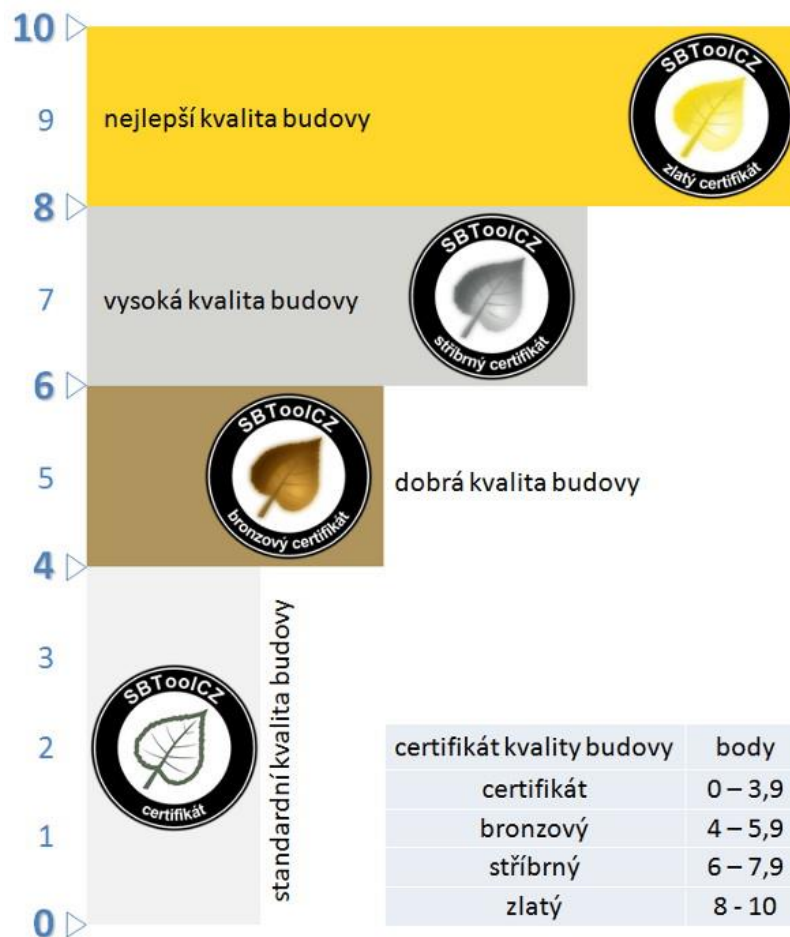 10
SBToolCZ
9
nejlepší kvalita budovy
zlatý certifikát
8
SBToolCZ
7
vysoká kvalita budovy
stříbrný certifikát
6
SBToolCZ
5
dobrá kvalita budovy
bronzový certifikát
4
3
standardní kvalita budovy
SBToolCZ
2
certifikát
1
0
certifikát kvality budovy body
certifikát 0 – 3,9
bronzový 4 – 5,9
stříbrný 6 – 7,9
zlatý 8 - 10